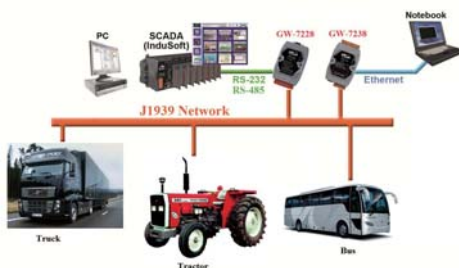 PC
SCADA
(InduSoft)
GW-7228
GW-7238
Notebook
RS-232
RS-485
Ethernet
J1939 Network
Truck
Tractor
Bus